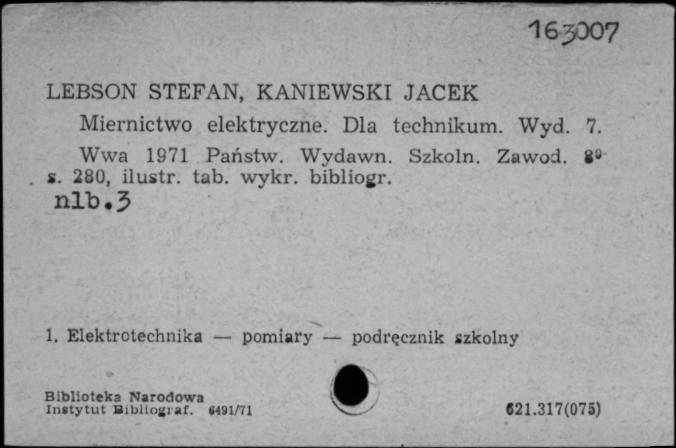 163007
LEBSON STEFAN, KANIEWSKI JACEK
Miernictwo elektryczne. Dla technikum. Wyd. 7.
Wwa 1971 Państw. Wydawn. Szkoln. Zawod. 8º
s. 280, ilustr. tab. wykr. bibliogr.
nlb.3
1. Elektrotechnika — pomiary — podręcznik szkolny
Biblioteka Narodowa
Instytut Bibliograf. 6491/71
621.317(075)